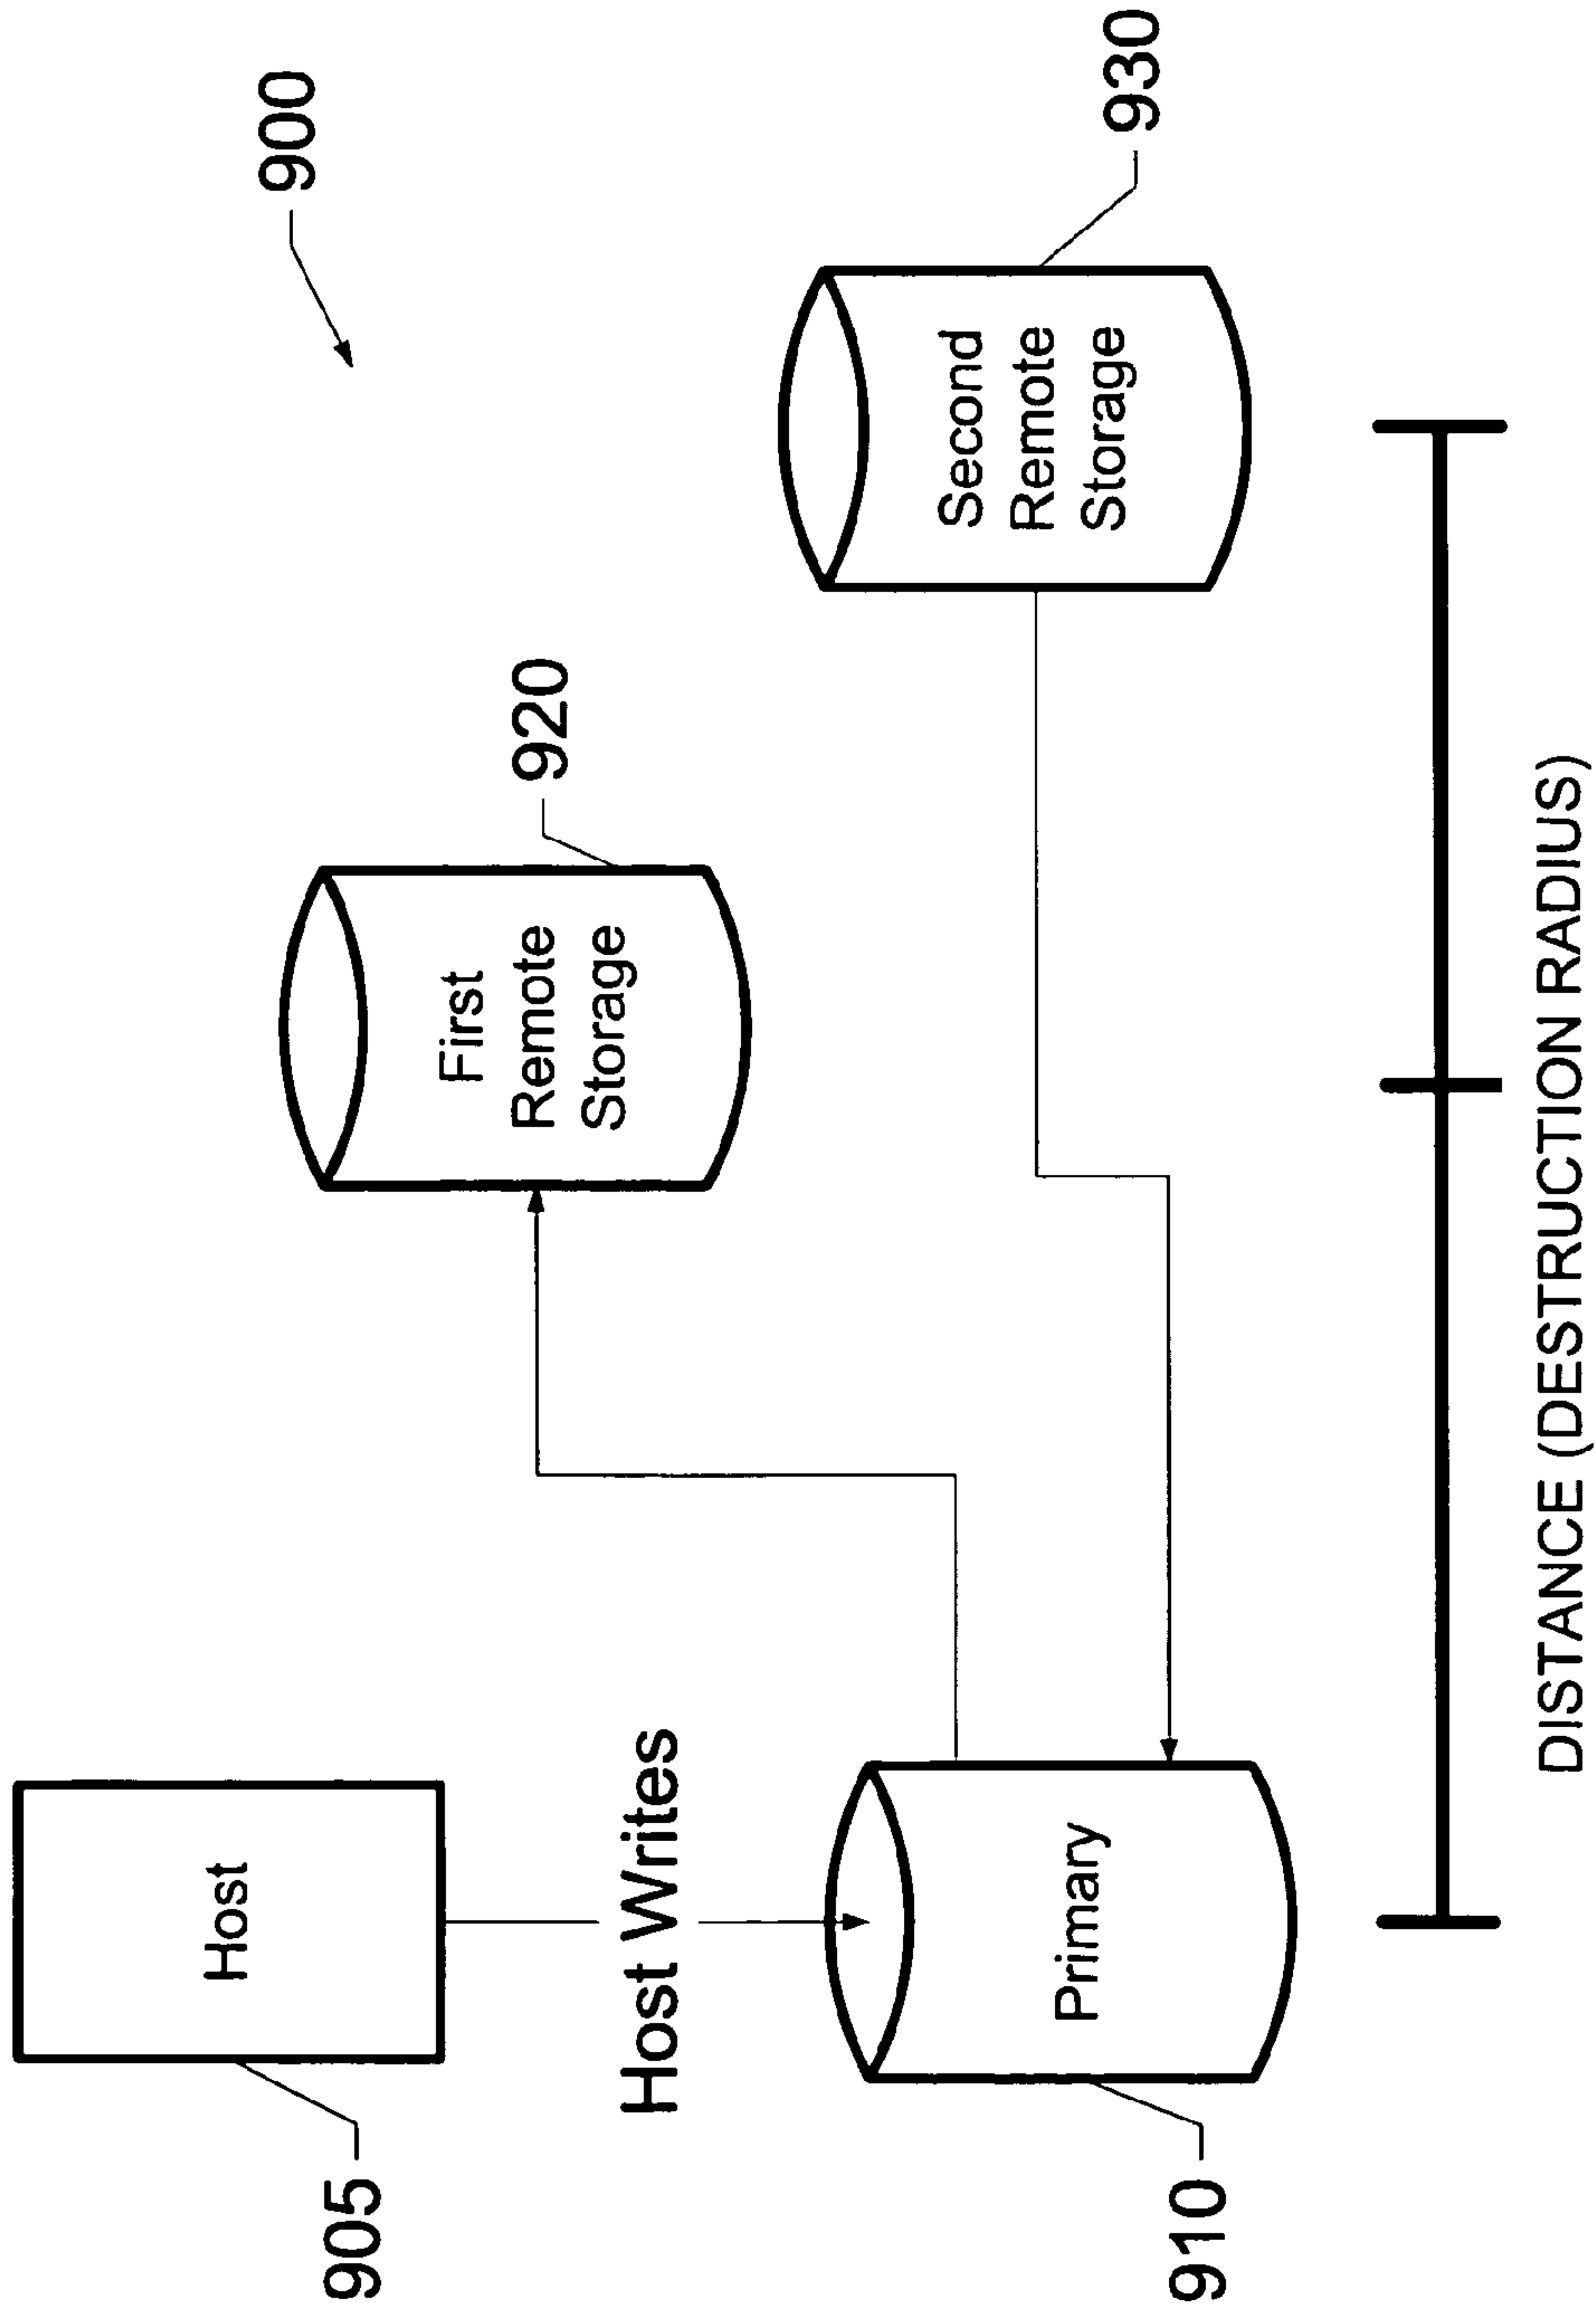 900
905
Host
Host Writes
First
Remote
Storage
920
910
Primary
Second
Remote
Storage
930
DISTANCE (DESTRUCTION RADIUS)